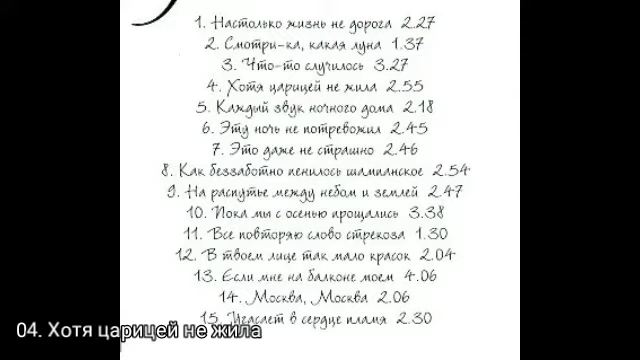 1. Настолько жизнь не дорога 2.27
2. Смотри-ка, какая луна 1.37
3. Что-то случилось 3.27
4. Хотя царицей не жила 2.55
5. Каждый звук ночного дома 2.18
6. Эту ночь не потревожил 2.45
7. Это даже не страшно 2.46
8. Как беззаботно пенилось шампанское 2.54
9. На распутье между небом и землей 2.47
10. Пока мы с осенью прощались 3.38
11. Все повторяю слово стрекоза 1.30
12. В твоем лице так мало красок 2.04
13. Если мне на балконе моем 4.06
14. Москва, Москва 2.06
15. Угасает в сердце пламя 2.30
04. Хотя царицей не жила